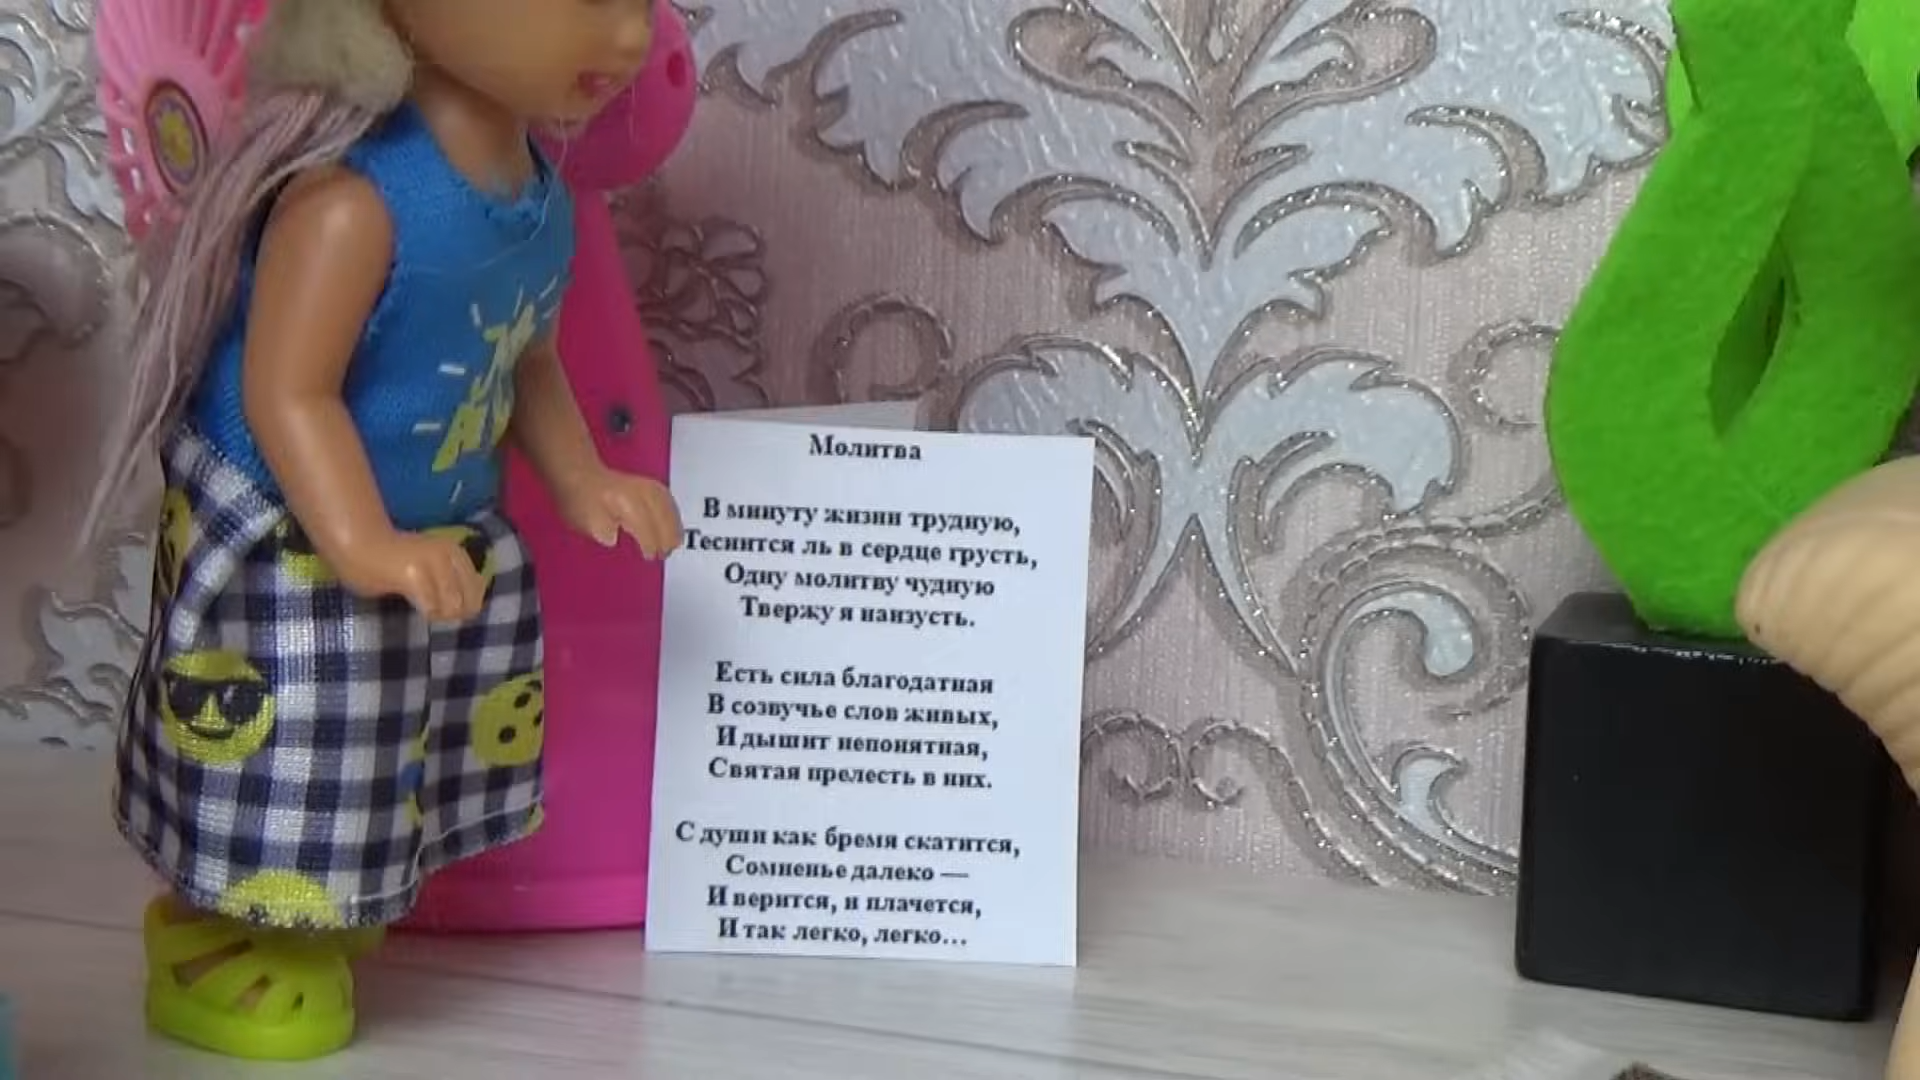 Молитва
В минуту жизни трудную,
Теснится ль в сердце грусть,
Одну молитву чудную
Твержу я наизусть.
Есть сила благодатная
В созвучье слов живых,
И дышит непонятная,
Святая прелесть в них.
С души как бремя скатится,
Сомненье далеко —
И верится, и плачется,
И так легко, легко...